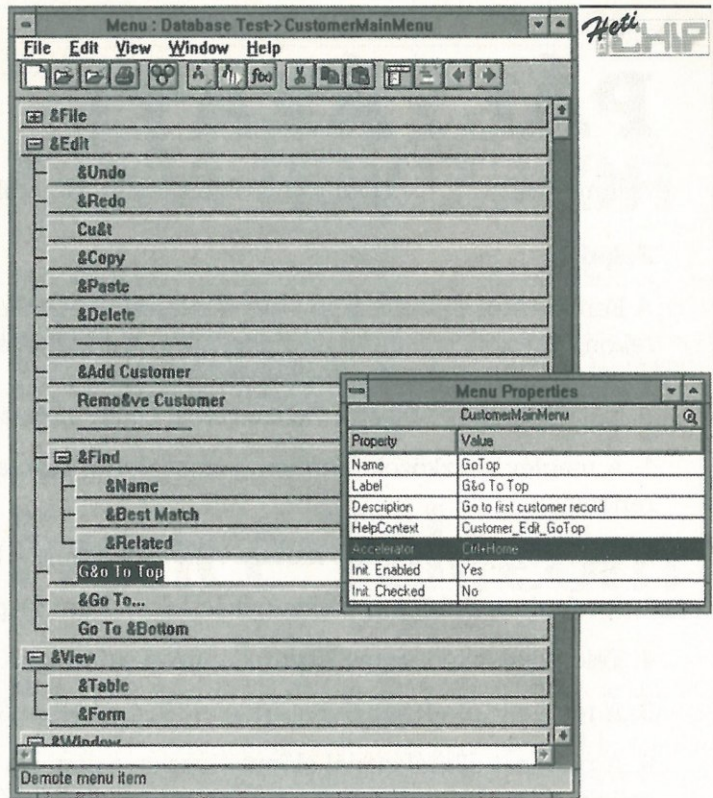 Menu : Database Test->CustomerMainMenu
File Edit View Window Help
f(x)
&File
&Edit
&Undo
&Redo
Cu&t
&Copy
&Paste
&Delete
&Add Customer
Remo&ve Customer
&Find
&Name
&Best Match
&Related
G&o To Top
&Go To...
Go To &Bottom
&View
&Table
&Form
&Window
Demote menu item
Menu Properties
CustomerMainMenu
Property Value
Name GoTop
Label G&o To Top
Description Go to first customer record
HelpContext Customer_Edit_GoTop
Accelerator Ctrl+Home
Init. Enabled Yes
Init. Checked No
Heti
CHIP